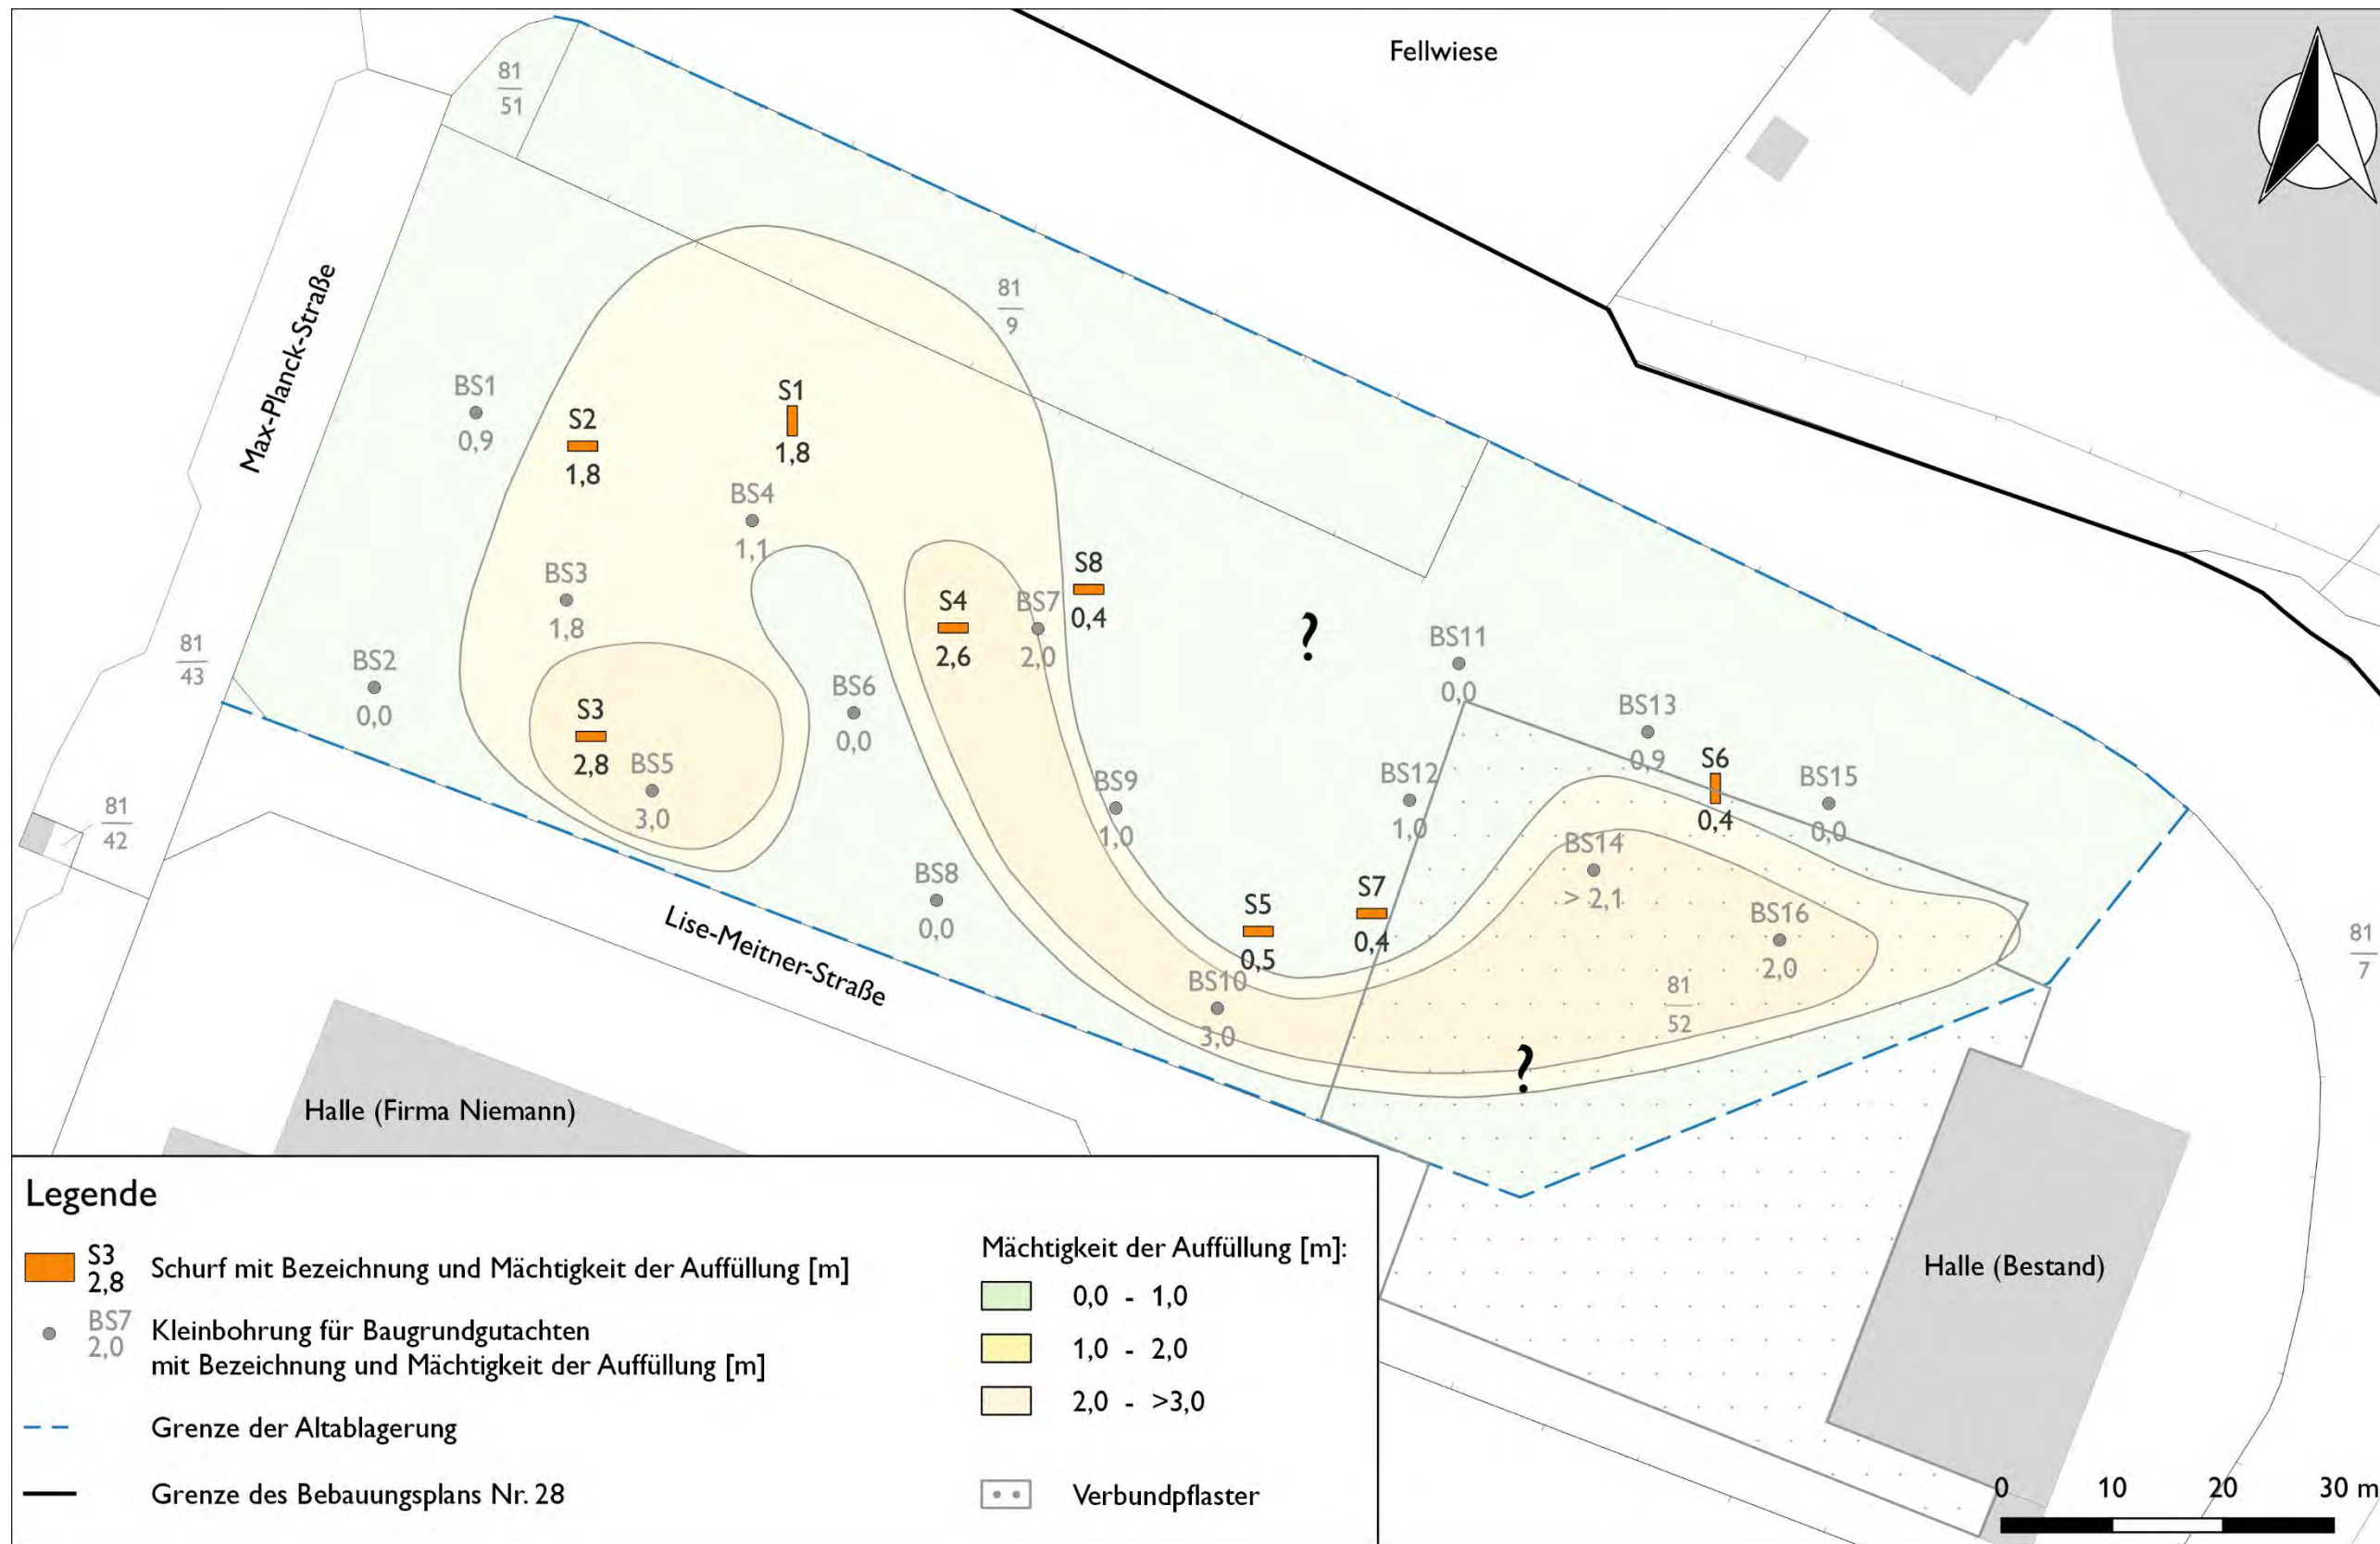 Fellwiese
81
51
81
9
Max-Planck-Straße
BS1
0,9
S2
1,8
S1
1,8
BS4
1,1
BS3
1,8
S8
0,4
S4
2,6
BS7
2,0
BS11
0,0
81
43
BS2
0,0
BS6
0,0
S3
2,8
BS5
3,0
BS13
0,9
S6
0,4
BS15
0,0
BS9
1,0
BS12
1,0
81
42
BS14
> 2,1
BS8
0,0
S5
0,5
S7
0,4
BS16
2,0
81
7
Lise-Meitner-Straße
BS10
3,0
81
52
?
?
Halle (Firma Niemann)
Halle (Bestand)
Legende
S3
2,8
Schurf mit Bezeichnung und Mächtigkeit der Auffüllung [m]
BS7
2,0
Kleinbohrung für Baugrundgutachten
mit Bezeichnung und Mächtigkeit der Auffüllung [m]
Grenze der Altablagerung
Grenze des Bebauungsplans Nr. 28
Mächtigkeit der Auffüllung [m]:
0,0 - 1,0
1,0 - 2,0
2,0 - >3,0
Verbundpflaster
0 10 20 30 m